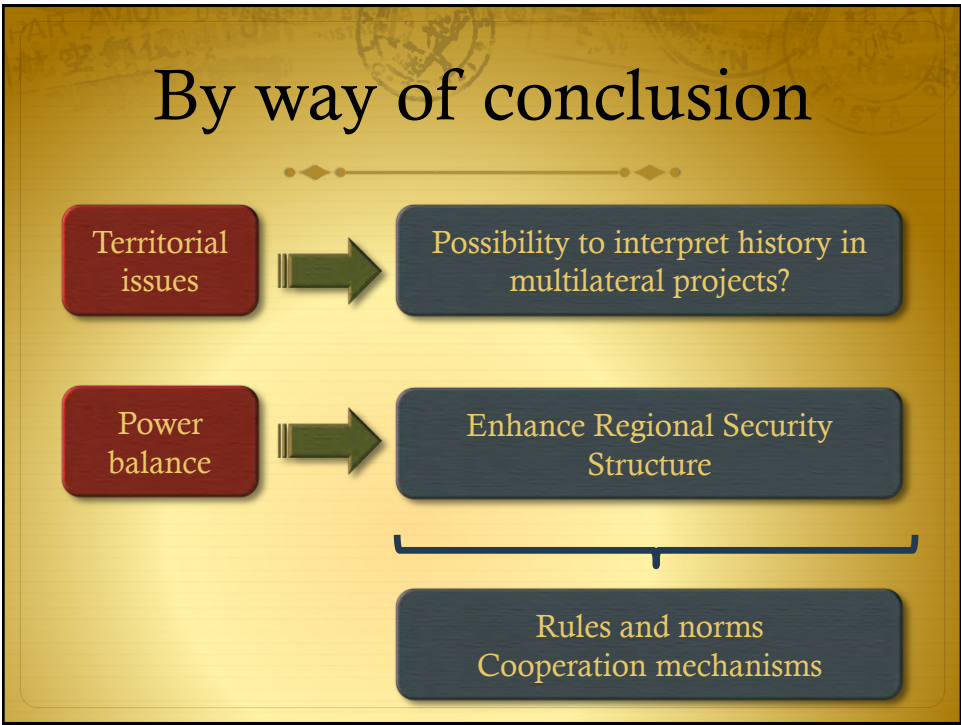 By way of conclusion
Territorial
issues
Possibility to interpret history in
multilateral projects?
Power
balance
Enhance Regional Security
Structure
Rules and norms
Cooperation mechanisms